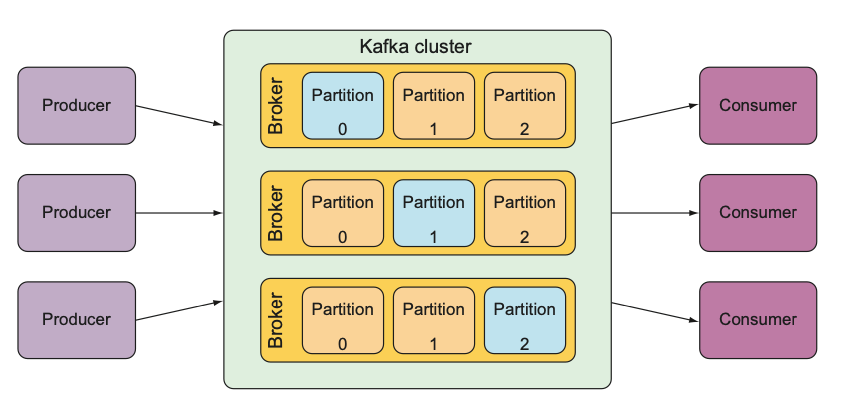 Kafka cluster
Producer
Broker
Partition
0
Partition
1
Partition
2
Consumer
Producer
Broker
Partition
0
Partition
1
Partition
2
Consumer
Producer
Broker
Partition
0
Partition
1
Partition
2
Consumer